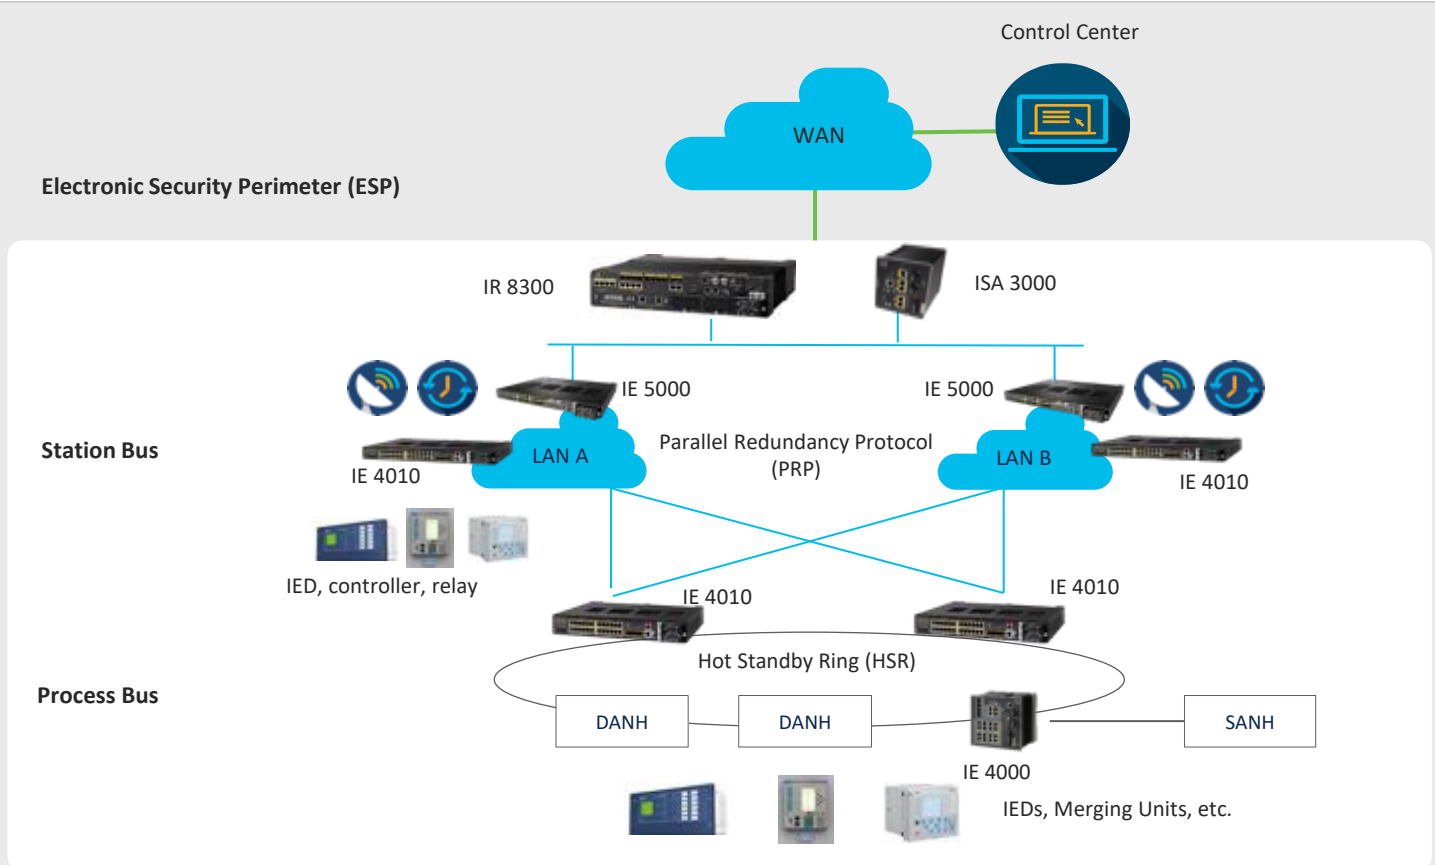 Control Center
WAN
Electronic Security Perimeter (ESP)
IR 8300
ISA 3000
IE 5000
IE 5000
Station Bus
IE 4010
LAN A
Parallel Redundancy Protocol
(PRP)
LAN B
IE 4010
IED, controller, relay
IE 4010
IE 4010
Hot Standby Ring (HSR)
Process Bus
DANH
DANH
SANH
IE 4000
IEDs, Merging Units, etc.